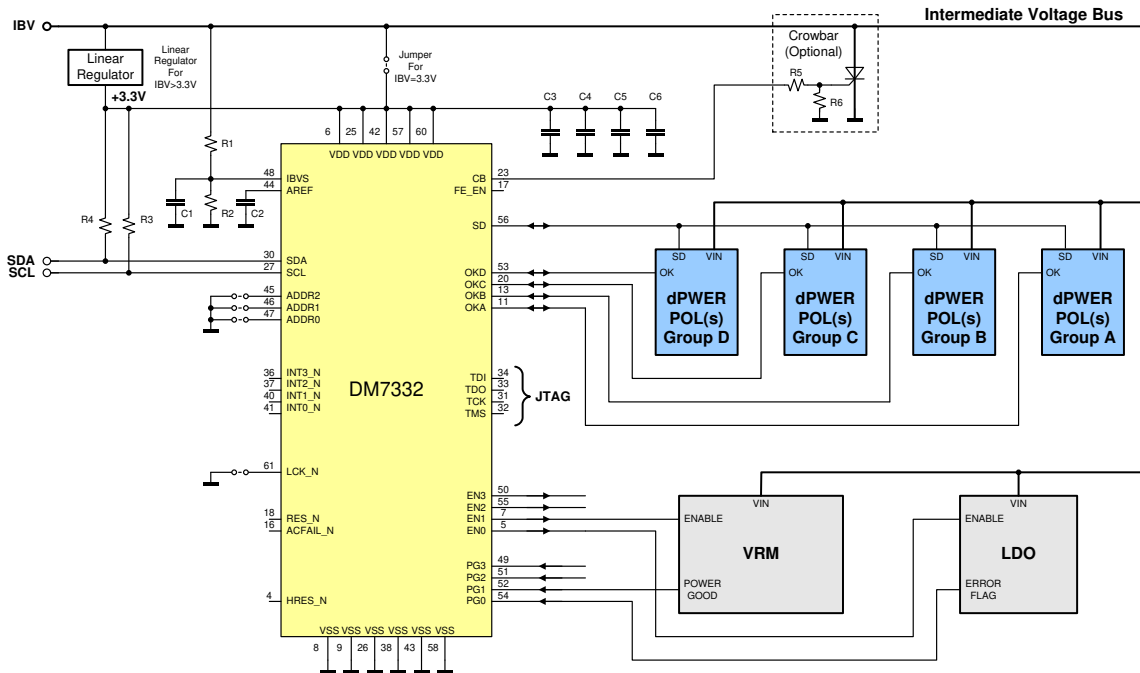 IBV
Intermediate Voltage Bus
Linear
Regulator
Linear
Regulator
For
IBV>3.3V
+3.3V
Jumper
For
IBV=3.3V
Crowbar
(Optional)
R5
R6
C3
C4
C5
C6
R1
R2
C1
C2
R4
R3
6
25
42
57
60
VDD
VDD
VDD
VDD
VDD
48
IBVS
44
AREF
SDA
30
SDA
SCL
27
SCL
45
ADDR2
46
ADDR1
47
ADDR0
36
INT3_N
37
INT2_N
40
INT1_N
41
INT0_N
61
LCK_N
18
RES_N
16
ACFAIL_N
4
HRES_N
DM7332
CB
23
FE_EN
17
SD
56
OKD
53
OKC
20
OKB
13
OKA
11
TDI
34
TDO
33
TCK
31
TMS
32
JTAG
EN3
50
EN2
55
EN1
7
EN0
5
PG3
49
PG2
51
PG1
52
PG0
54
VSS
VSS
VSS
VSS
VSS
VSS
8
9
26
38
43
58
SD
VIN
OK
dPWER
POL(s)
Group D
SD
VIN
OK
dPWER
POL(s)
Group C
SD
VIN
OK
dPWER
POL(s)
Group B
SD
VIN
OK
dPWER
POL(s)
Group A
VIN
ENABLE
VRM
POWER
GOOD
VIN
ENABLE
LDO
ERROR
FLAG